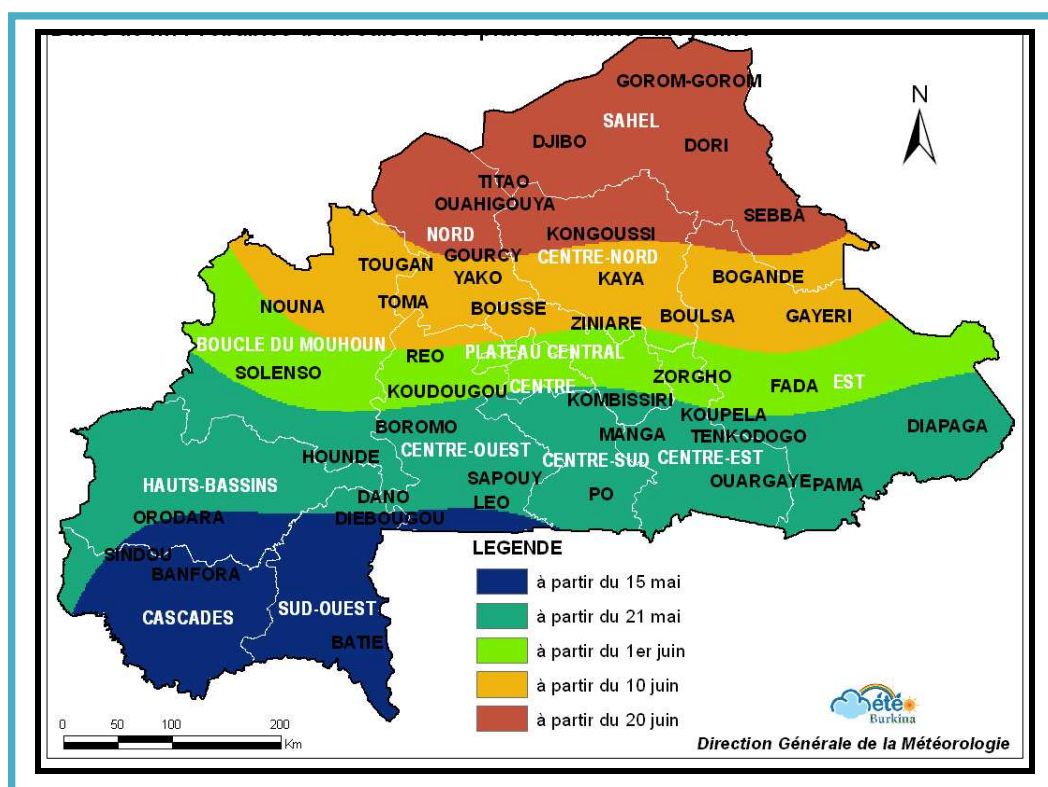 GOROM-GOROM
N
SAHEL
DJIBO
DORI
TITAO
OUAHIGOUYA
SEBBA
NORD
KONGOUSSI
GOURCY
CENTRE-NORD
TOUGAN
YAKO
KAYA
BOGANDE
NOUNA
TOMA
BOUSSE
ZINIARE
BOULSA
GAYERI
BOUCLE DU MOUHOUN
REO
PLATEAU CENTRAL
SOLENSO
KOUDOUGOU
CENTRE
ZORGHO
FADA
EST
KOMBISSIRI
KOUPELA
BOROMO
MANGA
TENKODOGO
DIAPAGA
HOUNDE
CENTRE-OUEST
CENTRE-SUD
CENTRE-EST
HAUTS-BASSINS
SAPOUY
OUARGAYE
PAMA
DANO
LEO
PO
ORODARA
DIEBOUGOU
SINDOU
BANFORA
CASCADES
SUD-OUEST
BATIE
LEGENDE
à partir du 15 mai
à partir du 21 mai
à partir du 1er juin
à partir du 10 juin
à partir du 20 juin
0 50 100 200
Km
été
Burkina
Direction Générale de la Météorologie